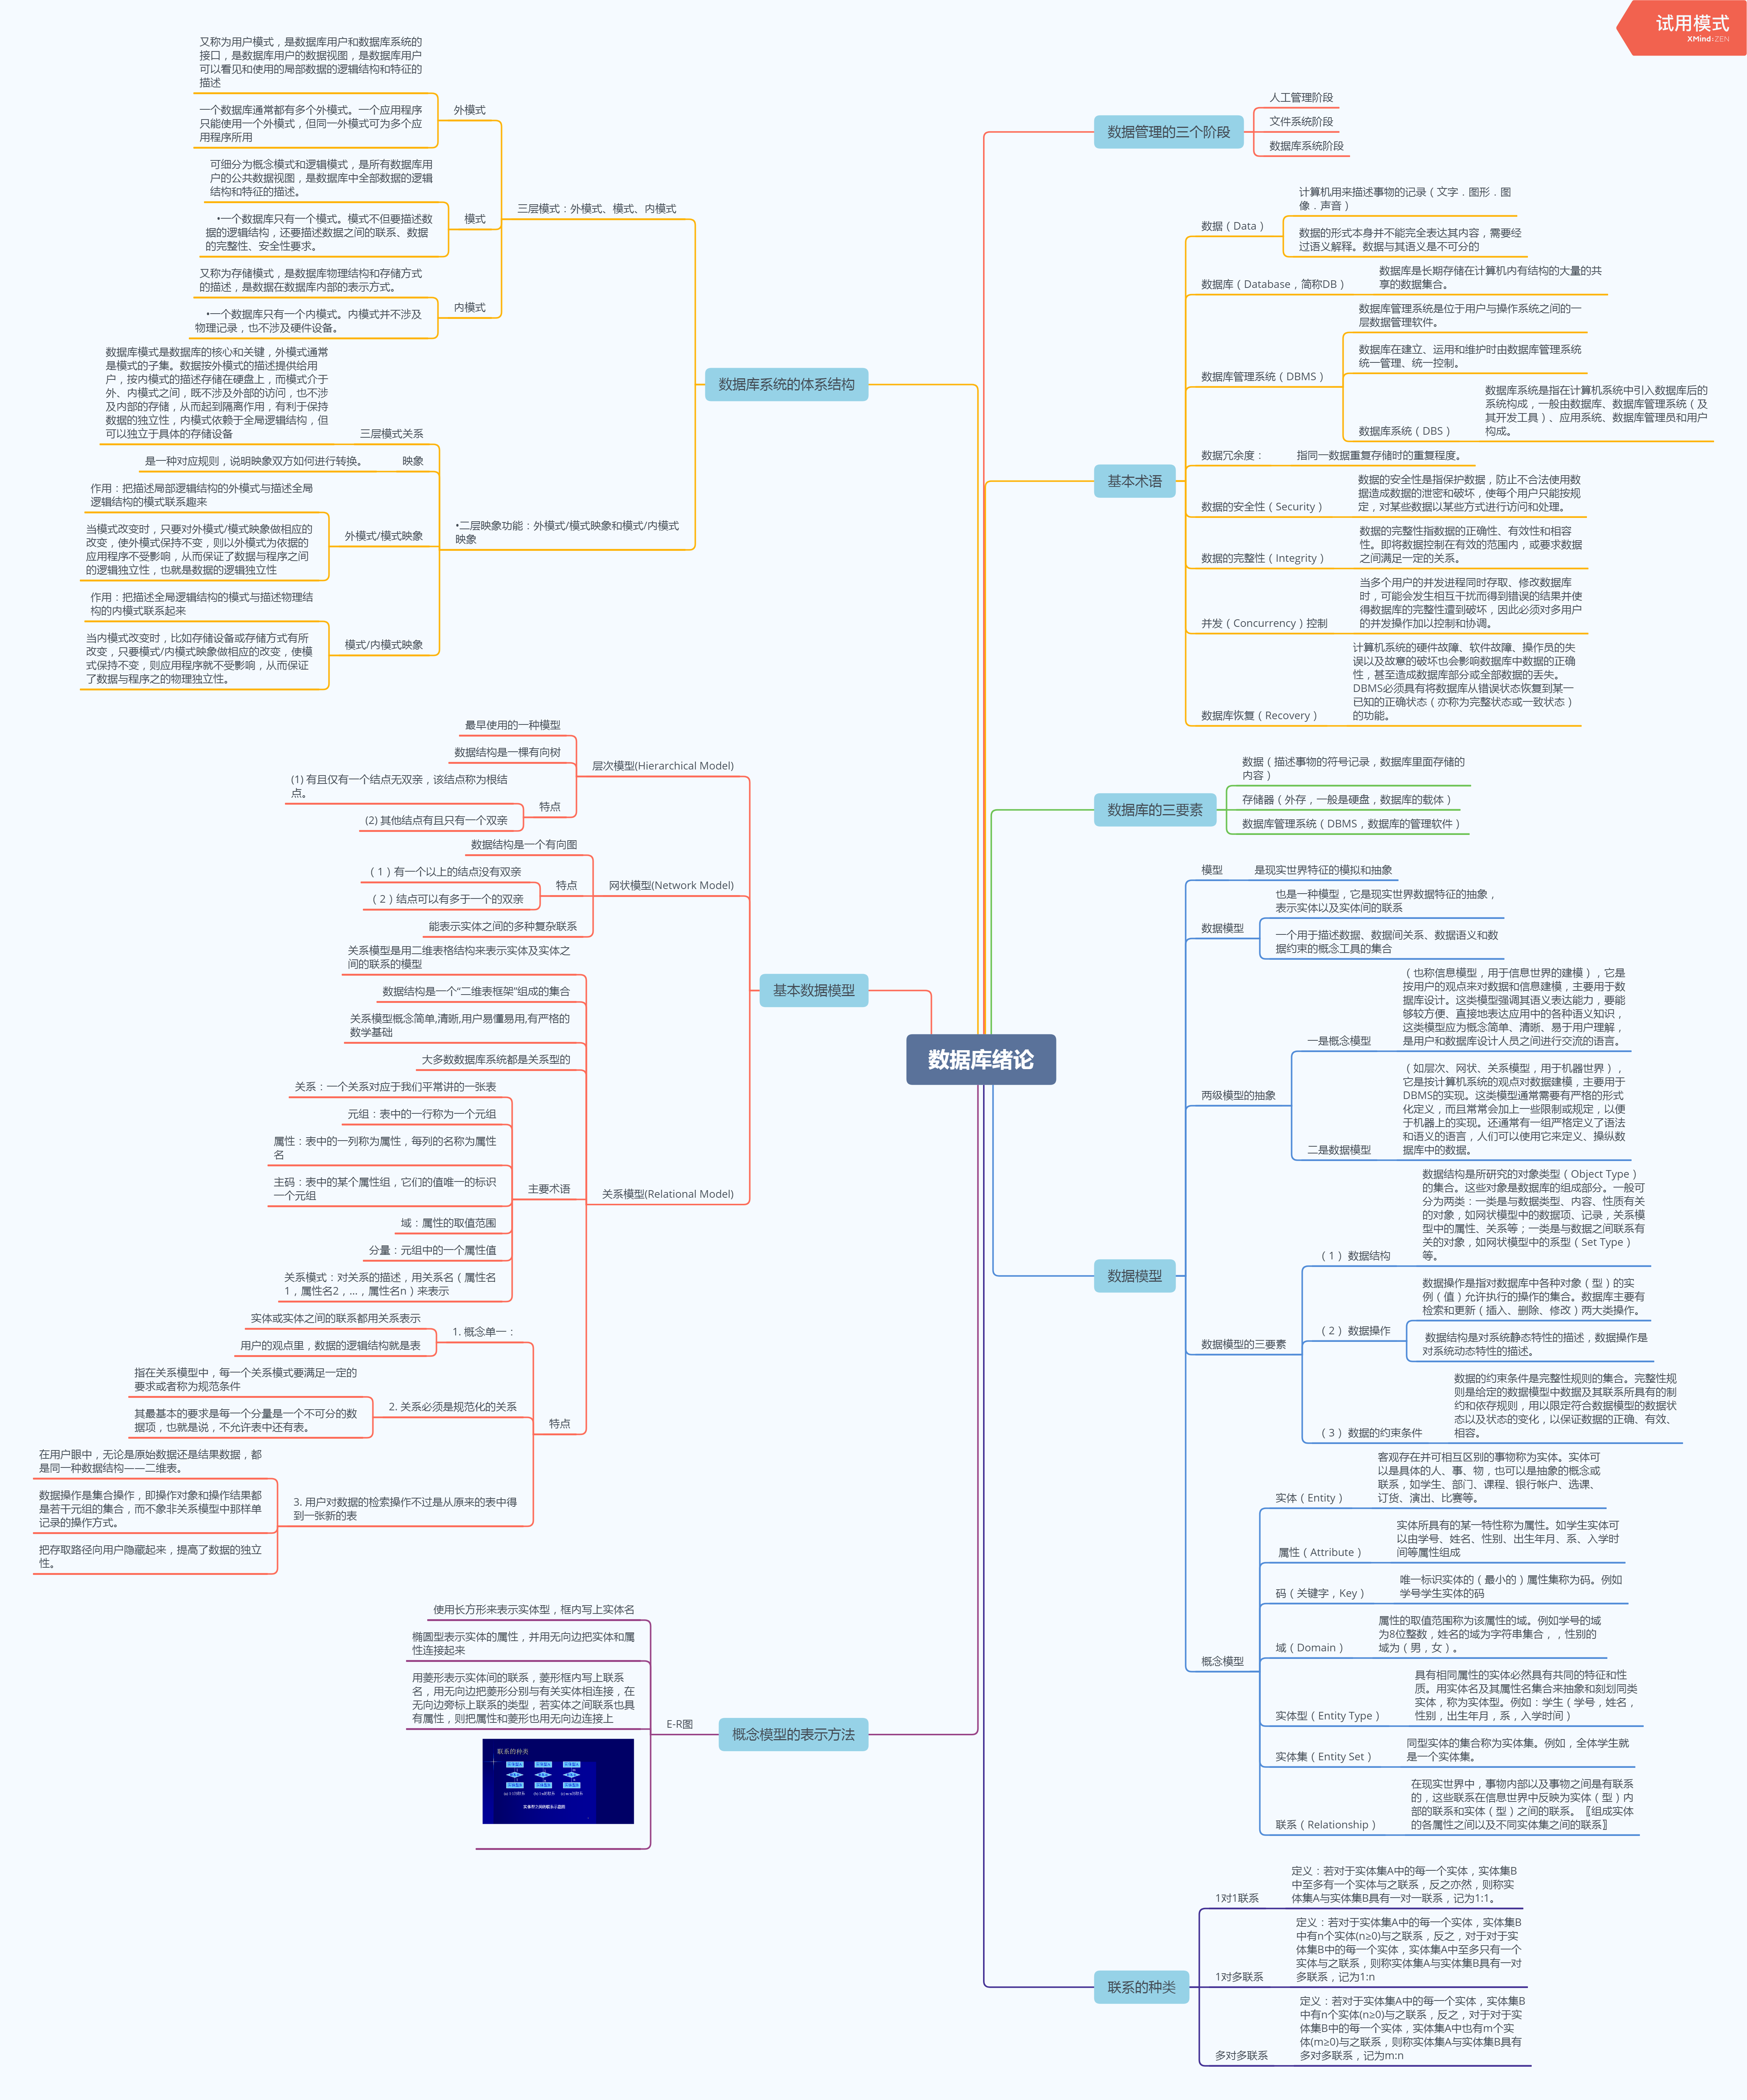 试用模式
XMind:ZEN
数据库绪论
数据管理的三个阶段
人工管理阶段
文件系统阶段
数据库系统阶段
基本术语
数据（Data）
计算机用来描述事物的记录（文字．图形．图
像．声音）
数据的形式本身并不能完全表达其内容，需要经
过语义解释。数据与其语义是不可分的
数据库（Database，简称DB）
数据库是长期存储在计算机内有结构的大量的共
享的数据集合。
数据库管理系统（DBMS）
数据库管理系统是位于用户与操作系统之间的一
层数据管理软件。
数据库在建立、运用和维护时由数据库管理系统
统一管理、统一控制。
数据库系统（DBS）
数据库系统是指在计算机系统中引入数据库后的
系统构成，一般由数据库、数据库管理系统（及
其开发工具）、应用系统、数据库管理员和用户
构成。
数据冗余度：
指同一数据重复存储时的重复程度。
数据的安全性（Security）
数据的安全性是指保护数据，防止不合法使用数
据造成数据的泄密和破坏，使每个用户只能按规
定，对某些数据以某些方式进行访问和处理。
数据的完整性（Integrity）
数据的完整性指数据的正确性、有效性和相容
性。即将数据控制在有效的范围内，或要求数据
之间满足一定的关系。
并发（Concurrency）控制
当多个用户的并发进程同时存取、修改数据库
时，可能会发生相互干扰而得到错误的结果并使
得数据库的完整性遭到破坏，因此必须对多用户
的并发操作加以控制和协调。
数据库恢复（Recovery）
计算机系统的硬件故障、软件故障、操作员的失
误以及故意的破坏也会影响数据库中数据的正确
性，甚至造成数据库部分或全部数据的丢失。
DBMS必须具有将数据库从错误状态恢复到某一
已知的正确状态（亦称为完整状态或一致状态）
的功能。
数据库的三要素
数据（描述事物的符号记录，数据库里面存储的
内容）
存储器（外存，一般是硬盘，数据库的载体）
数据库管理系统（DBMS，数据库的管理软件）
数据模型
模型
是现实世界特征的模拟和抽象
数据模型
也是一种模型，它是现实世界数据特征的抽象，
表示实体以及实体间的联系
一个用于描述数据、数据间关系、数据语义和数
据约束的概念工具的集合
两级模型的抽象
一是概念模型
（也称信息模型，用于信息世界的建模），它是
按用户的观点来对数据和信息建模，主要用于数
据库设计。这类模型强调其语义表达能力，要能
够较方便、直接地表达应用中的各种语义知识，
这类模型应为概念简单、清晰、易于用户理解，
是用户和数据库设计人员之间进行交流的语言。
二是数据模型
（如层次、网状、关系模型，用于机器世界），
它是按计算机系统的观点对数据建模，主要用于
DBMS的实现。这类模型通常需要有严格的形式
化定义，而且常常会加上一些限制或规定，以便
于机器上的实现。还通常有一组严格定义了语法
和语义的语言，人们可以使用它来定义、操纵数
据库中的数据。
数据模型的三要素
（1） 数据结构
数据结构是所研究的对象类型（Object Type）
的集合。这些对象是数据库的组成部分。一般可
分为两类：一类是与数据类型、内容、性质有关
的对象，如网状模型中的数据项、记录，关系模
型中的属性、关系等；一类是与数据之间联系有
关的对象，如网状模型中的系型（Set Type）
等。
（2） 数据操作
数据操作是指对数据库中各种对象（型）的实
例（值）允许执行的操作的集合。数据库主要有
检索和更新（插入、删除、修改）两大类操作。
数据结构是对系统静态特性的描述，数据操作是
对系统动态特性的描述。
（3） 数据的约束条件
数据的约束条件是完整性规则的集合。完整性规
则是给定的数据模型中数据及其联系所具有的制
约和依存规则，用以限定符合数据模型的数据状
态以及状态的变化，以保证数据的正确、有效、
相容。
概念模型
实体（Entity）
客观存在并可相互区别的事物称为实体。实体可
以是具体的人、事、物，也可以是抽象的概念或
联系，如学生、部门、课程、银行帐户、选课、
订货、演出、比赛等。
属性（Attribute）
实体所具有的某一特性称为属性。如学生实体可
以由学号、姓名、性别、出生年月、系、入学时
间等属性组成
码（关键字，Key）
唯一标识实体的（最小的）属性集称为码。例如
学号学生实体的码
域（Domain）
属性的取值范围称为该属性的域。例如学号的域
为8位整数，姓名的域为字符串集合，，性别的
域为（男，女）。
实体型（Entity Type）
具有相同属性的实体必然具有共同的特征和性
质。用实体名及其属性名集合来抽象和刻划同类
实体，称为实体型。例如：学生（学号，姓名，
性别，出生年月，系，入学时间）
实体集（Entity Set）
同型实体的集合称为实体集。例如，全体学生就
是一个实体集。
联系（Relationship）
在现实世界中，事物内部以及事物之间是有联系
的，这些联系在信息世界中反映为实体（型）内
部的联系和实体（型）之间的联系。〖组成实体
的各属性之间以及不同实体集之间的联系〗
联系的种类
1对1联系
定义：若对于实体集A中的每一个实体，实体集B
中至多有一个实体与之联系，反之亦然，则称实
体集A与实体集B具有一对一联系，记为1:1。
1对多联系
定义：若对于实体集A中的每一个实体，实体集B
中有n个实体(n≥0)与之联系，反之，对于对于实
体集B中的每一个实体，实体集A中至多只有一个
实体与之联系，则称实体集A与实体集B具有一对
多联系，记为1:n
多对多联系
定义：若对于实体集A中的每一个实体，实体集B
中有n个实体(n≥0)与之联系，反之，对于对于实
体集B中的每一个实体，实体集A中也有m个实
体(m≥0)与之联系，则称实体集A与实体集B具有
多对多联系，记为m:n
数据库系统的体系结构
三层模式：外模式、模式、内模式
外模式
又称为用户模式，是数据库用户和数据库系统的
接口，是数据库用户的数据视图，是数据库用户
可以看见和使用的局部数据的逻辑结构和特征的
描述
一个数据库通常都有多个外模式。一个应用程序
只能使用一个外模式，但同一外模式可为多个应
用程序所用
模式
可细分为概念模式和逻辑模式，是所有数据库用
户的公共数据视图，是数据库中全部数据的逻辑
结构和特征的描述。
•一个数据库只有一个模式。模式不但要描述数
据的逻辑结构，还要描述数据之间的联系、数据
的完整性、安全性要求。
内模式
又称为存储模式，是数据库物理结构和存储方式
的描述，是数据在数据库内部的表示方式。
•一个数据库只有一个内模式。内模式并不涉及
物理记录，也不涉及硬件设备。
•二层映象功能：外模式/模式映象和模式/内模式
映象
三层模式关系
数据库模式是数据库的核心和关键，外模式通常
是模式的子集。数据按外模式的描述提供给用
户，按内模式的描述存储在硬盘上，而模式介于
外、内模式之间，既不涉及外部的访问，也不涉
及内部的存储，从而起到隔离作用，有利于保持
数据的独立性，内模式依赖于全局逻辑结构，但
可以独立于具体的存储设备
映象
是一种对应规则，说明映象双方如何进行转换。
外模式/模式映象
作用：把描述局部逻辑结构的外模式与描述全局
逻辑结构的模式联系趣来
当模式改变时，只要对外模式/模式映象做相应的
改变，使外模式保持不变，则以外模式为依据的
应用程序不受影响，从而保证了数据与程序之间
的逻辑独立性，也就是数据的逻辑独立性
模式/内模式映象
作用：把描述全局逻辑结构的模式与描述物理结
构的内模式联系起来
当内模式改变时，比如存储设备或存储方式有所
改变，只要模式/内模式映象做相应的改变，使模
式保持不变，则应用程序就不受影响，从而保证
了数据与程序之的物理独立性。
基本数据模型
层次模型(Hierarchical Model)
最早使用的一种模型
数据结构是一棵有向树
特点
(1) 有且仅有一个结点无双亲，该结点称为根结
点。
(2) 其他结点有且只有一个双亲
网状模型(Network Model)
数据结构是一个有向图
特点
（1）有一个以上的结点没有双亲
（2）结点可以有多于一个的双亲
能表示实体之间的多种复杂联系
关系模型(Relational Model)
关系模型是用二维表格结构来表示实体及实体之
间的联系的模型
数据结构是一个“二维表框架”组成的集合
关系模型概念简单,清晰,用户易懂易用,有严格的
数学基础
大多数数据库系统都是关系型的
主要术语
关系：一个关系对应于我们平常讲的一张表
元组：表中的一行称为一个元组
属性：表中的一列称为属性，每列的名称为属性
名
主码：表中的某个属性组，它们的值唯一的标识
一个元组
域：属性的取值范围
分量：元组中的一个属性值
关系模式：对关系的描述，用关系名（属性名
1，属性名2，…，属性名n）来表示
特点
1. 概念单一：
实体或实体之间的联系都用关系表示
用户的观点里，数据的逻辑结构就是表
2. 关系必须是规范化的关系
指在关系模型中，每一个关系模式要满足一定的
要求或者称为规范条件
其最基本的要求是每一个分量是一个不可分的数
据项，也就是说，不允许表中还有表。
3. 用户对数据的检索操作不过是从原来的表中得
到一张新的表
在用户眼中，无论是原始数据还是结果数据，都
是同一种数据结构——二维表。
数据操作是集合操作，即操作对象和操作结果都
是若干元组的集合，而不象非关系模型中那样单
记录的操作方式。
把存取路径向用户隐藏起来，提高了数据的独立
性。
概念模型的表示方法
E-R图
使用长方形来表示实体型，框内写上实体名
椭圆型表示实体的属性，并用无向边把实体和属
性连接起来
用菱形表示实体间的联系，菱形框内写上联系
名，用无向边把菱形分别与有关实体相连接，在
无向边旁标上联系的类型，若实体之间联系也具
有属性，则把属性和菱形也用无向边连接上
联系的种类